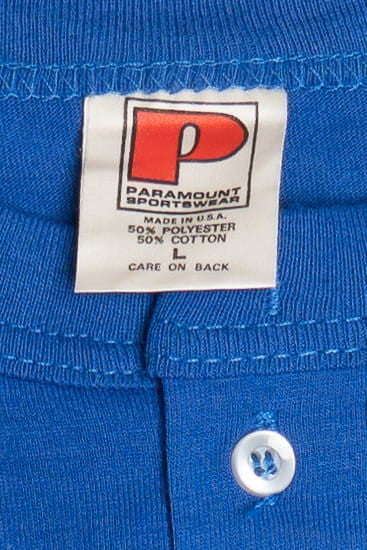 P
PARAMOUNT
SPORTSWEAR
MADE IN U.S.A.
50% POLYESTER
50% COTTON
L
CARE ON BACK